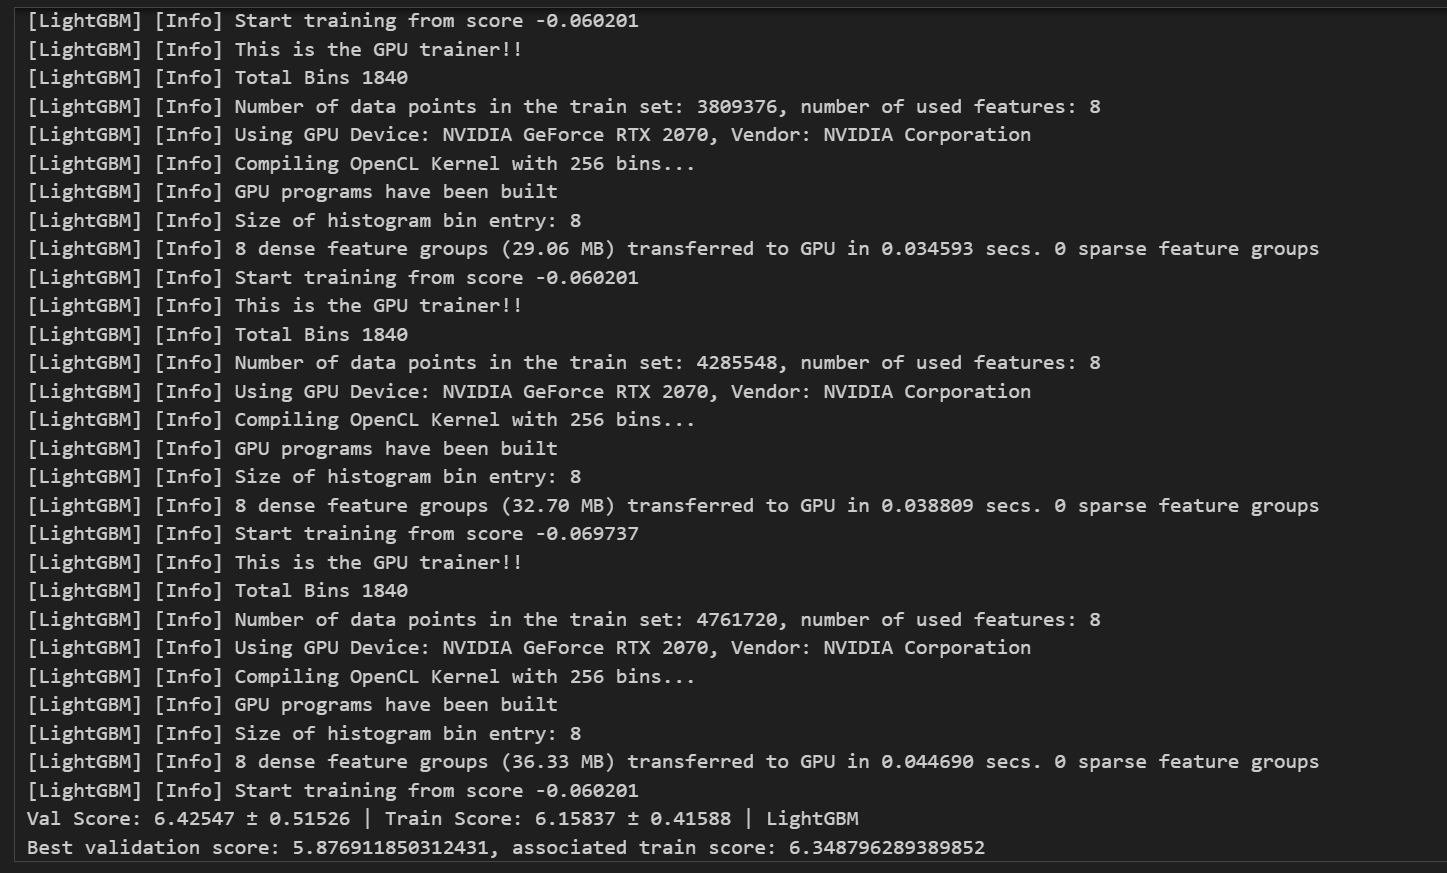 [LightGBM] [Info] Start training from score -0.060201
[LightGBM] [Info] This is the GPU trainer!!
[LightGBM] [Info] Total Bins 1840
[LightGBM] [Info] Number of data points in the train set: 3809376, number of used features: 8
[LightGBM] [Info] Using GPU Device: NVIDIA GeForce RTX 2070, Vendor: NVIDIA Corporation
[LightGBM] [Info] Compiling OpenCL Kernel with 256 bins...
[LightGBM] [Info] GPU programs have been built
[LightGBM] [Info] Size of histogram bin entry: 8
[LightGBM] [Info] 8 dense feature groups (29.06 MB) transferred to GPU in 0.034593 secs. 0 sparse feature groups
[LightGBM] [Info] Start training from score -0.060201
[LightGBM] [Info] This is the GPU trainer!!
[LightGBM] [Info] Total Bins 1840
[LightGBM] [Info] Number of data points in the train set: 4285548, number of used features: 8
[LightGBM] [Info] Using GPU Device: NVIDIA GeForce RTX 2070, Vendor: NVIDIA Corporation
[LightGBM] [Info] Compiling OpenCL Kernel with 256 bins...
[LightGBM] [Info] GPU programs have been built
[LightGBM] [Info] Size of histogram bin entry: 8
[LightGBM] [Info] 8 dense feature groups (32.70 MB) transferred to GPU in 0.038809 secs. 0 sparse feature groups
[LightGBM] [Info] Start training from score -0.069737
[LightGBM] [Info] This is the GPU trainer!!
[LightGBM] [Info] Total Bins 1840
[LightGBM] [Info] Number of data points in the train set: 4761720, number of used features: 8
[LightGBM] [Info] Using GPU Device: NVIDIA GeForce RTX 2070, Vendor: NVIDIA Corporation
[LightGBM] [Info] Compiling OpenCL Kernel with 256 bins...
[LightGBM] [Info] GPU programs have been built
[LightGBM] [Info] Size of histogram bin entry: 8
[LightGBM] [Info] 8 dense feature groups (36.33 MB) transferred to GPU in 0.044690 secs. 0 sparse feature groups
[LightGBM] [Info] Start training from score -0.060201
Val Score: 6.42547 ± 0.51526 | Train Score: 6.15837 ± 0.41588 | LightGBM
Best validation score: 5.876911850312431, associated train score: 6.348796289389852